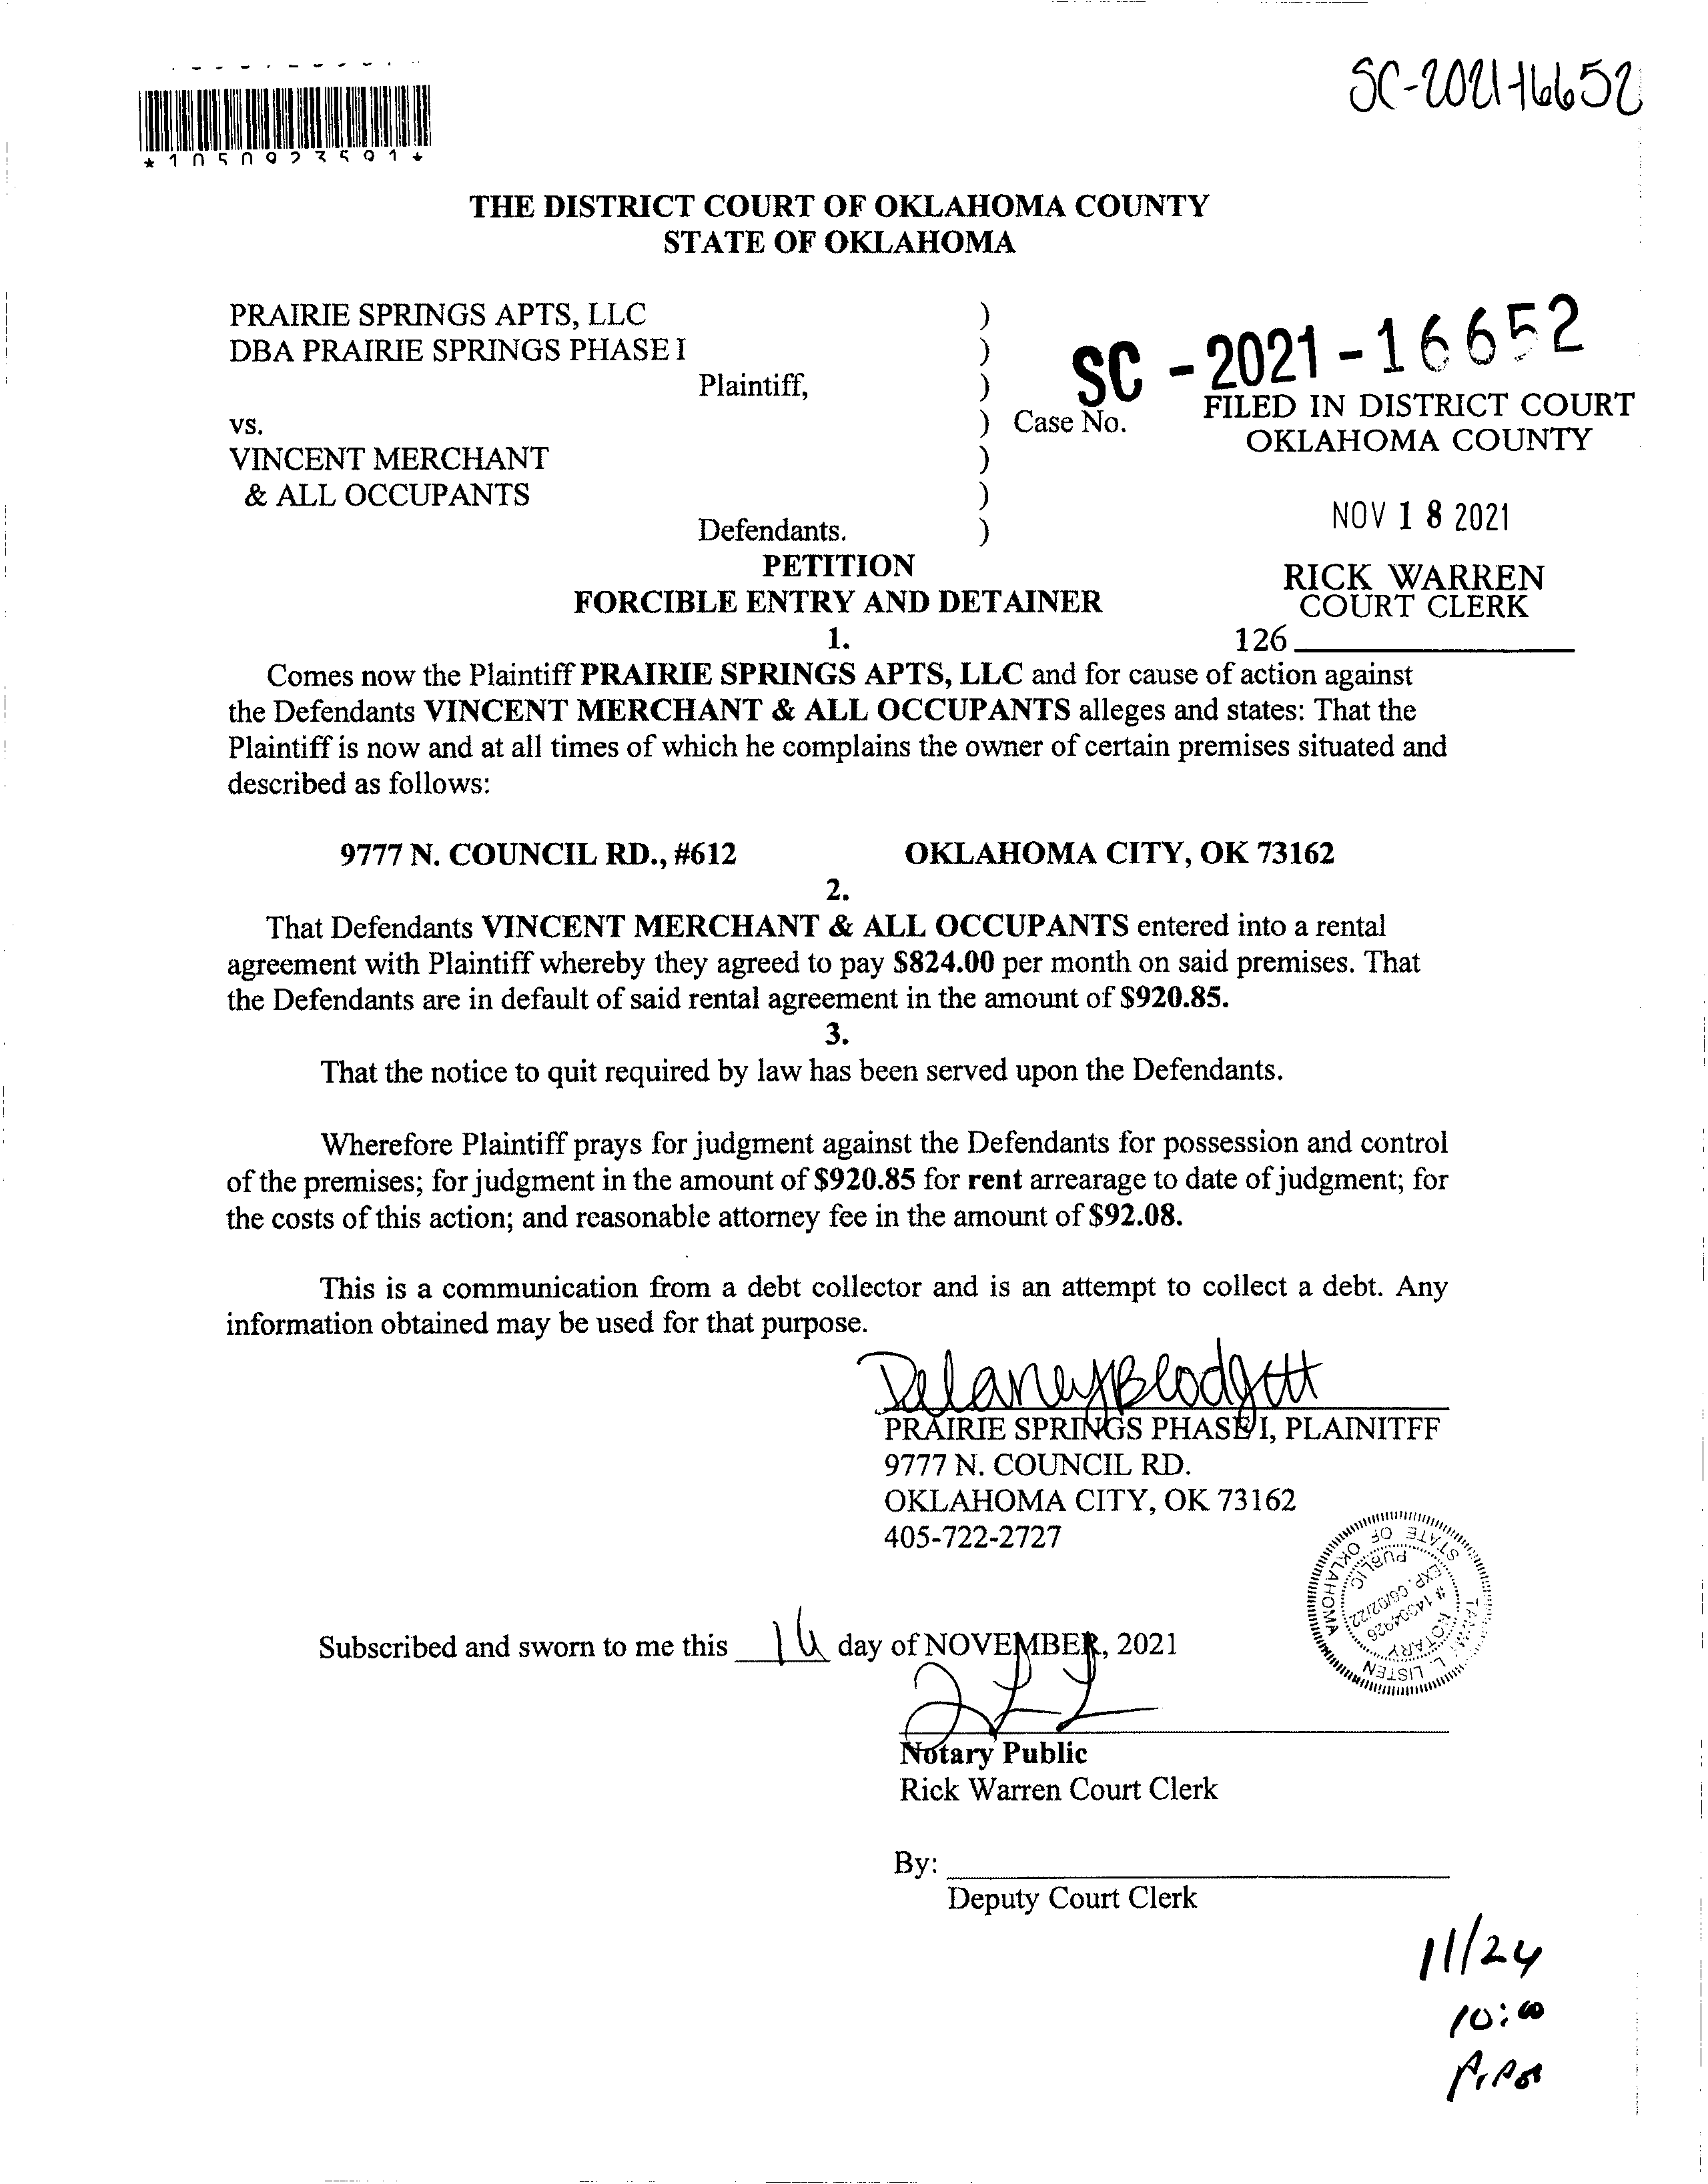 SC-2021-16652
THE DISTRICT COURT OF OKLAHOMA COUNTY
STATE OF OKLAHOMA
PRAIRIE SPRINGS APTS, LLC )
DBA PRAIRIE SPRINGS PHASE I )
Plaintiff, )
SC - 2021 - 16652
vs. ) Case No.
FILED IN DISTRICT COURT
OKLAHOMA COUNTY
VINCENT MERCHANT )
& ALL OCCUPANTS )
Defendants. )
NOV 18 2021
RICK WARREN
COURT CLERK
126
PETITION
FORCIBLE ENTRY AND DETAINER
1.
Comes now the Plaintiff PRAIRIE SPRINGS APTS, LLC and for cause of action against
the Defendants VINCENT MERCHANT & ALL OCCUPANTS alleges and states: That the
Plaintiff is now and at all times of which he complains the owner of certain premises situated and
described as follows:
9777 N. COUNCIL RD., #612 OKLAHOMA CITY, OK 73162
2.
That Defendants VINCENT MERCHANT & ALL OCCUPANTS entered into a rental
agreement with Plaintiff whereby they agreed to pay $824.00 per month on said premises. That
the Defendants are in default of said rental agreement in the amount of $920.85.
3.
That the notice to quit required by law has been served upon the Defendants.
Wherefore Plaintiff prays for judgment against the Defendants for possession and control
of the premises; for judgment in the amount of $920.85 for rent arrearage to date of judgment; for
the costs of this action; and reasonable attorney fee in the amount of $92.08.
This is a communication from a debt collector and is an attempt to collect a debt. Any
information obtained may be used for that purpose.
Delaney Blodgett
PRAIRIE SPRINGS PHASE I, PLAINITFF
9777 N. COUNCIL RD.
OKLAHOMA CITY, OK 73162
405-722-2727
STATE OF OKLAHOMA
L. LISTEN
NOTARY
PUBLIC
# 14004926
EXP. 06/02/22
Subscribed and sworn to me this 16 day of NOVEMBER, 2021
Notary Public
Rick Warren Court Clerk
By:
Deputy Court Clerk
11/24
10:00